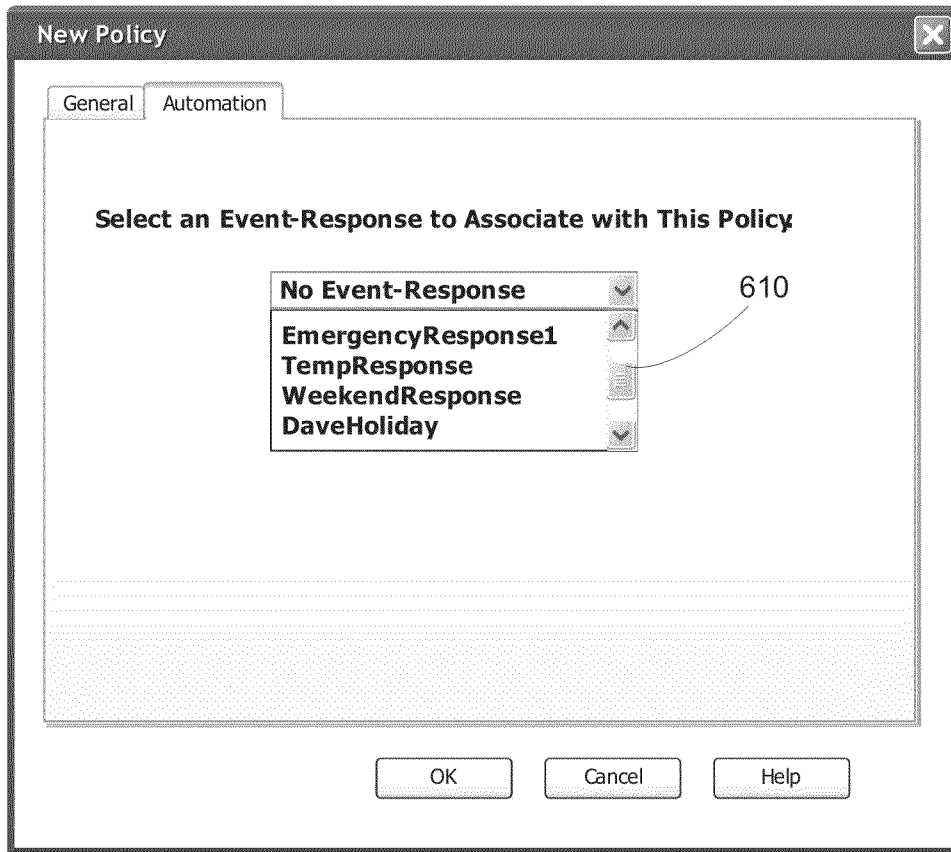 New Policy
General Automation
Select an Event-Response to Associate with This Policy.
No Event-Response
610
EmergencyResponse1
TempResponse
WeekendResponse
DaveHoliday
OK Cancel Help